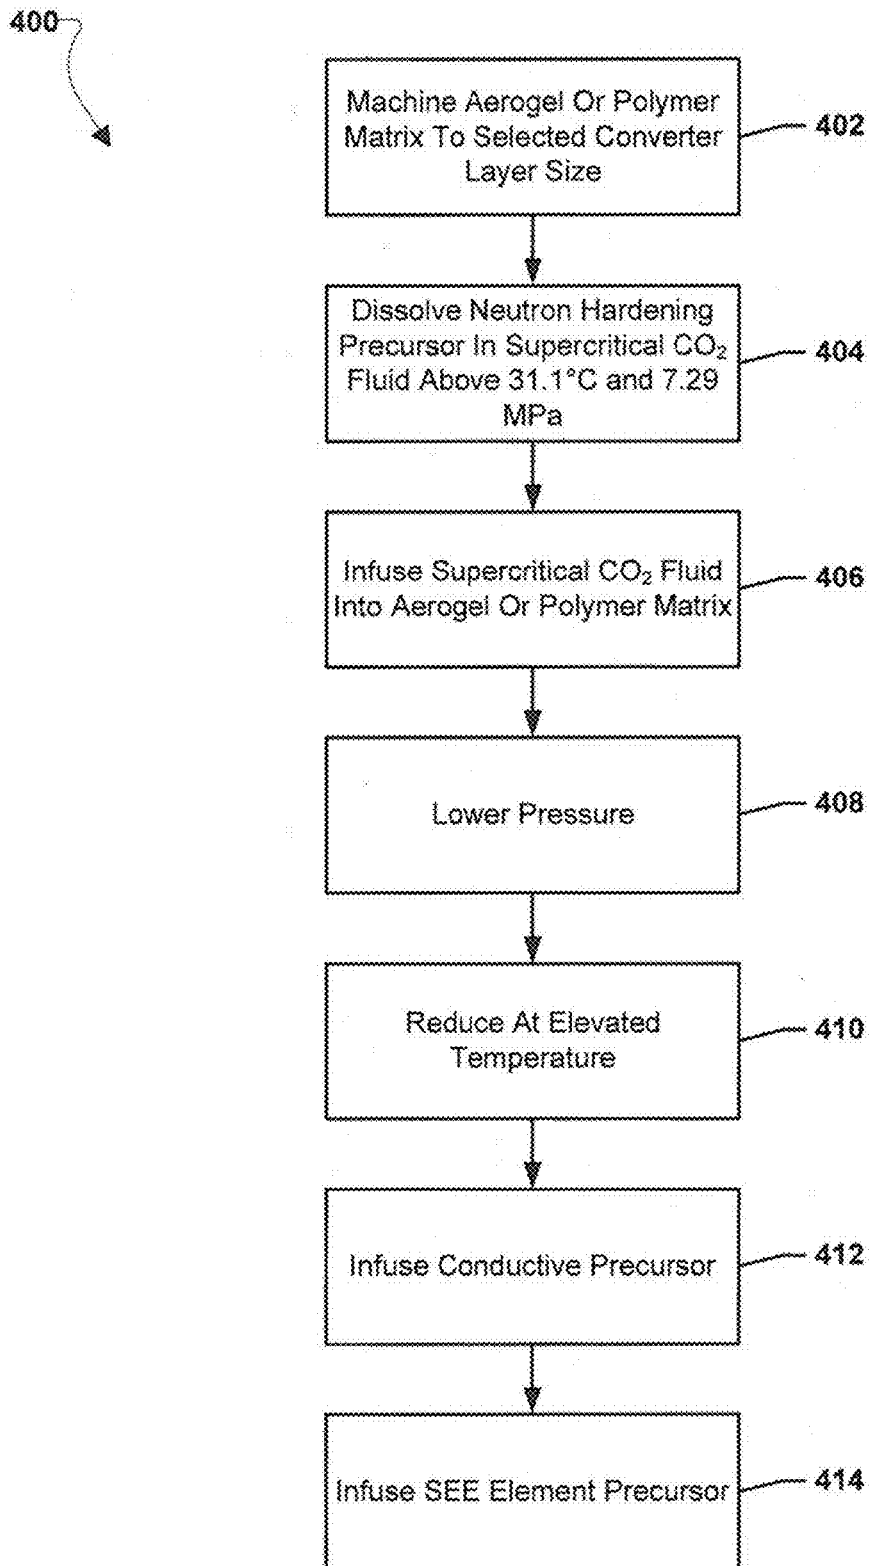 400
Machine Aerogel Or Polymer
Matrix To Selected Converter
Layer Size
402
Dissolve Neutron Hardening
Precursor In Supercritical CO₂
Fluid Above 31.1°C and 7.29
MPa
404
Infuse Supercritical CO₂ Fluid
Into Aerogel Or Polymer Matrix
406
Lower Pressure
408
Reduce At Elevated
Temperature
410
Infuse Conductive Precursor
412
Infuse SEE Element Precursor
414